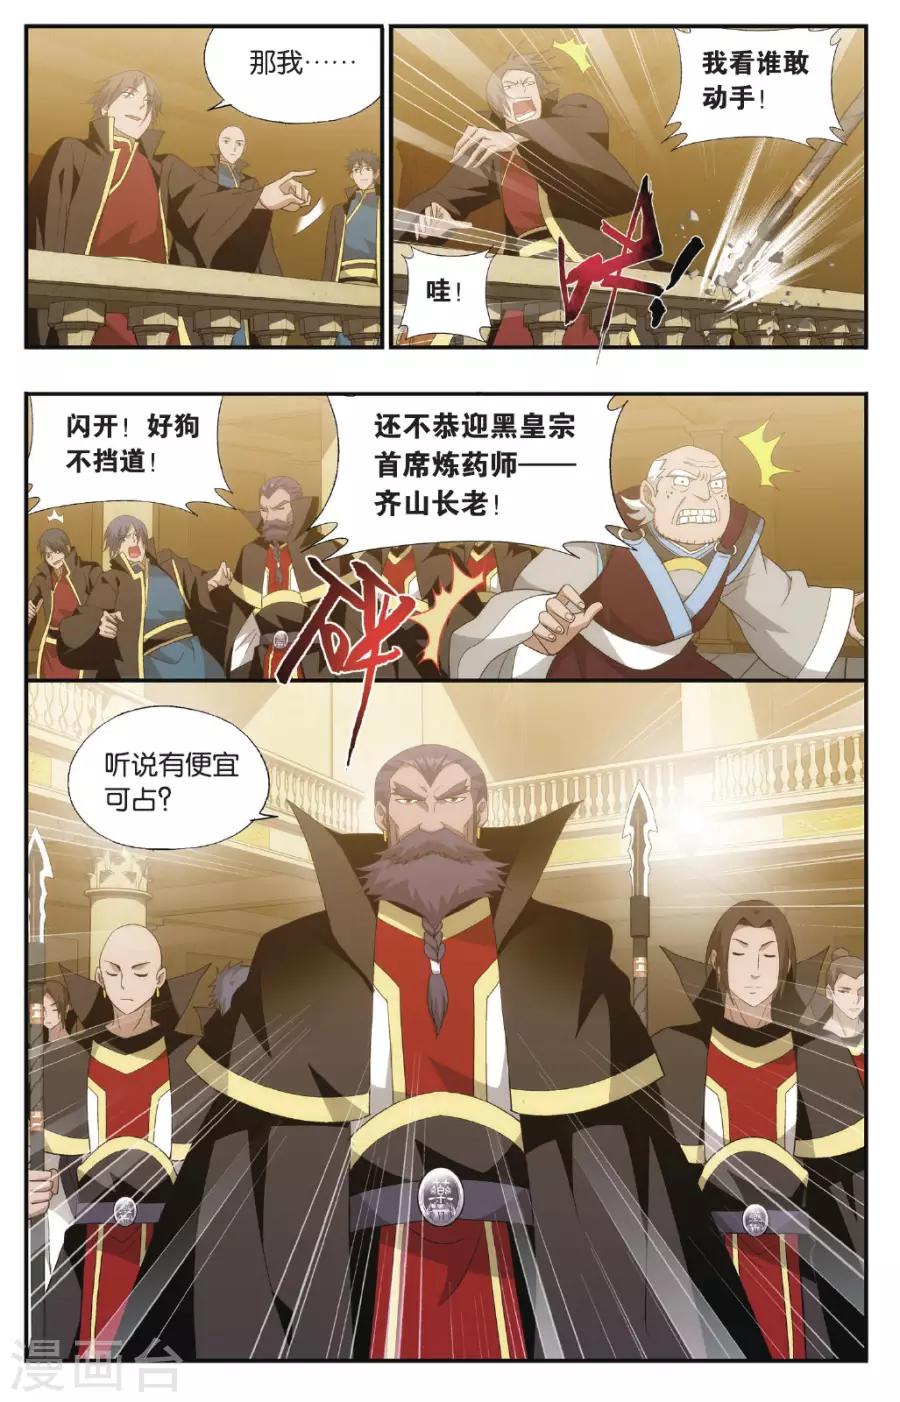 那我……
我看谁敢
动手！
哇！
闪开！好狗
不挡道！
还不恭迎黑皇宗
首席炼药师——
齐山长老！
砰
听说有便宜
可占？
藥
漫画台